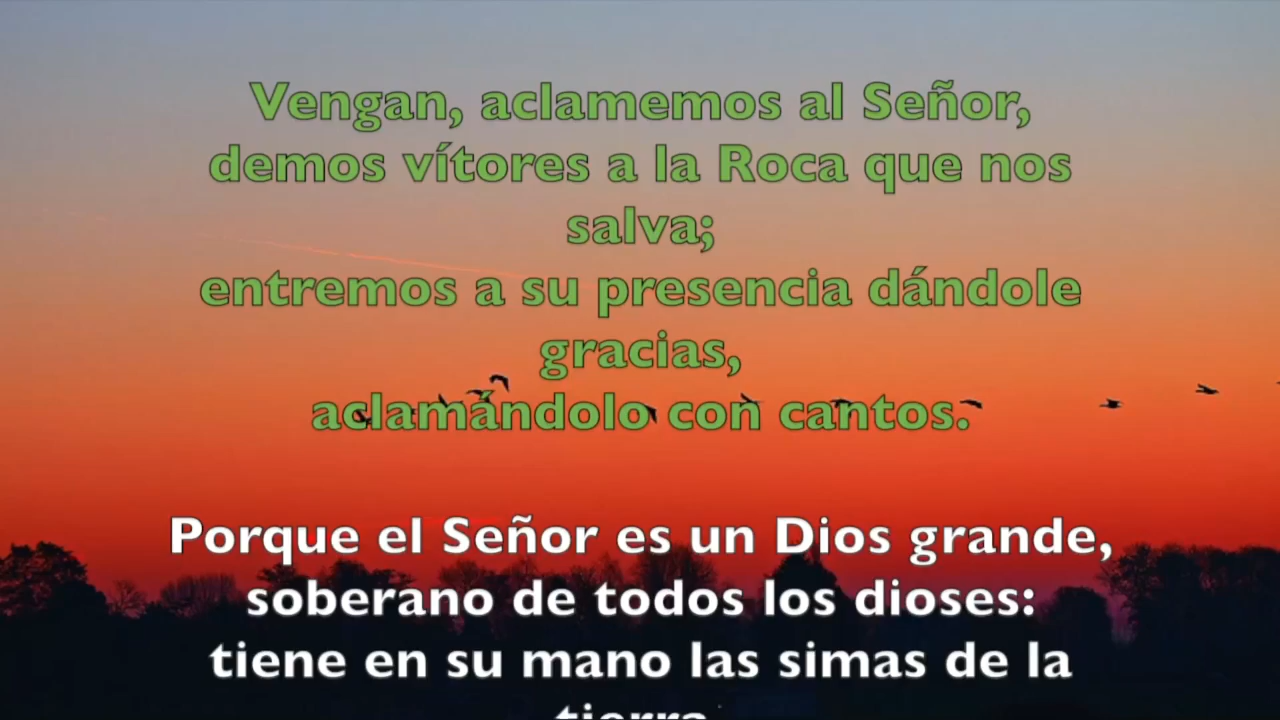 Vengan, aclamemos al Señor,
demos vítores a la Roca que nos
salva;
entremos a su presencia dándole
gracias,
aclamándolo con cantos.
Porque el Señor es un Dios grande,
soberano de todos los dioses:
tiene en su mano las simas de la
tierra